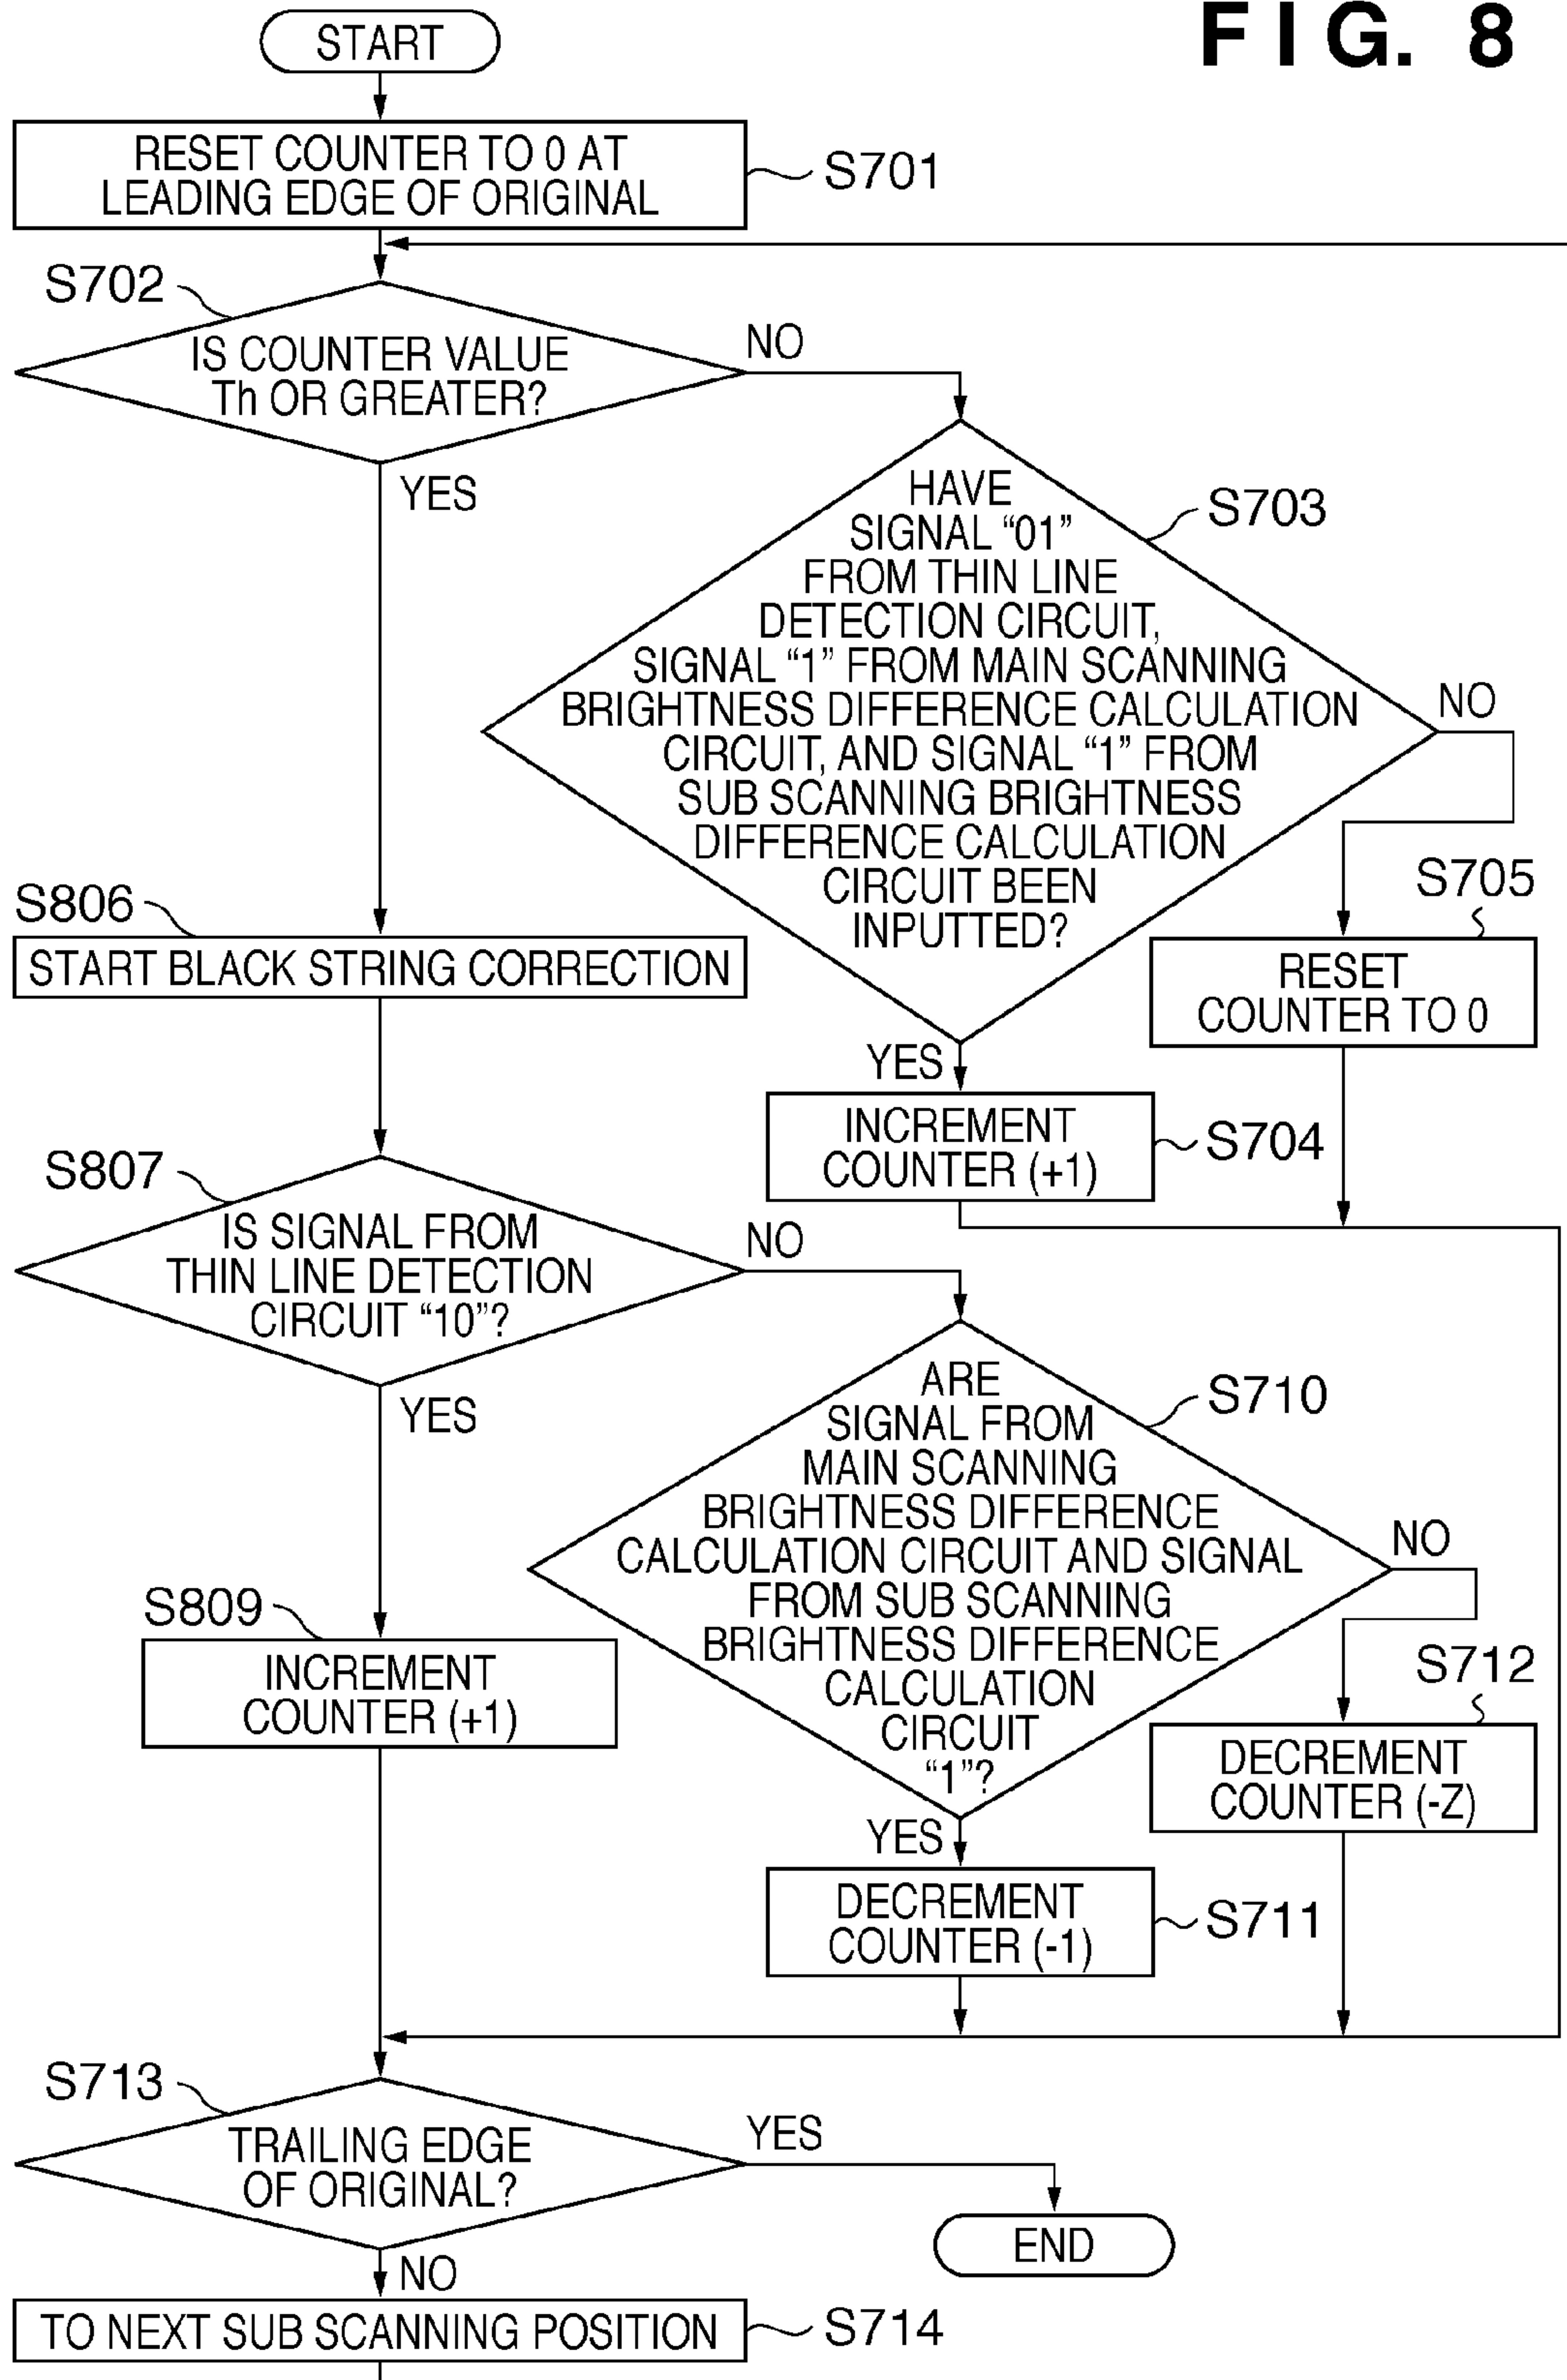 FIG. 8
START
RESET COUNTER TO 0 AT
LEADING EDGE OF ORIGINAL
S701
S702
IS COUNTER VALUE
Th OR GREATER?
NO
YES
HAVE
SIGNAL “01”
FROM THIN LINE
DETECTION CIRCUIT,
SIGNAL “1” FROM MAIN SCANNING
BRIGHTNESS DIFFERENCE CALCULATION
CIRCUIT, AND SIGNAL “1” FROM
SUB SCANNING BRIGHTNESS
DIFFERENCE CALCULATION
CIRCUIT BEEN
INPUTTED?
S703
NO
YES
S705
RESET
COUNTER TO 0
INCREMENT
COUNTER (+1)
S704
S806
START BLACK STRING CORRECTION
S807
IS SIGNAL FROM
THIN LINE DETECTION
CIRCUIT “10”?
NO
YES
ARE
SIGNAL FROM
MAIN SCANNING
BRIGHTNESS DIFFERENCE
CALCULATION CIRCUIT AND SIGNAL
FROM SUB SCANNING
BRIGHTNESS DIFFERENCE
CALCULATION
CIRCUIT
“1”?
S710
NO
YES
S809
INCREMENT
COUNTER (+1)
S712
DECREMENT
COUNTER (-Z)
DECREMENT
COUNTER (-1)
S711
S713
TRAILING EDGE
OF ORIGINAL?
YES
END
NO
TO NEXT SUB SCANNING POSITION
S714